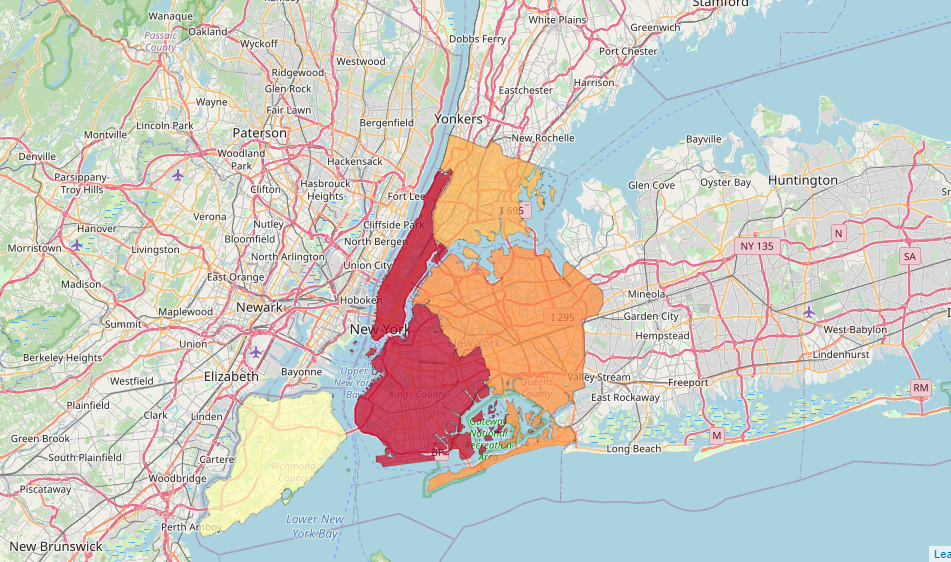 Ramsey
Stamford
Wanaque
Oakland
White Plains
Greenwich
Passaic
County
Wyckoff
Dobbs Ferry
Port Chester
Westwood
Ridgewood
Harrison
Glen Rock
Eastchester
Wayne
Fair Lawn
Lincoln Park
Bergenfield
Yonkers
Montville
Paterson
New Rochelle
Bayville
Denville
Woodland
Park
Hackensack
Parsippany-
Troy Hills
Clifton
Hasbrouck
Heights
Fort Lee
Glen Cove
Oyster Bay
Huntington
Verona
Nutley
Cliffside Park
I 695
Hanover
Bloomfield
North Bergen
N
Morristown
Livingston
North Arlington
Union City
NY 135
SA
East Orange
Madison
Hoboken
Mineola
Newark
Maplewood
Garden City
Summit
New York
I 295
West Babylon
Union
New York
Hempstead
Berkeley Heights
Lindenhurst
Elizabeth
Bayonne
Upper
New York
Bay
Valley Stream
Westfield
Queens
County
Freeport
RM
Kings County
East Rockaway
Plainfield
Clark
Linden
Gateway
National
Recreation
Area
M
Green Brook
BP
Long Beach
South Plainfield
Cartere
Richmond
County
Woodbridge
Piscataway
Lower New
York Bay
Perth Amboy
New Brunswick
Lea